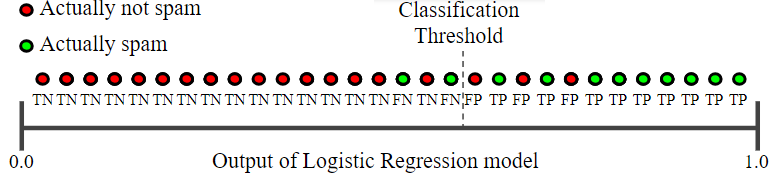 Actually not spam
Actually spam
Classification
Threshold
TN TN TN TN TN TN TN TN TN TN TN TN TN TN TN FN TN FN FP TP FP TP FP TP TP TP TP TP TP TP
0.0
Output of Logistic Regression model
1.0